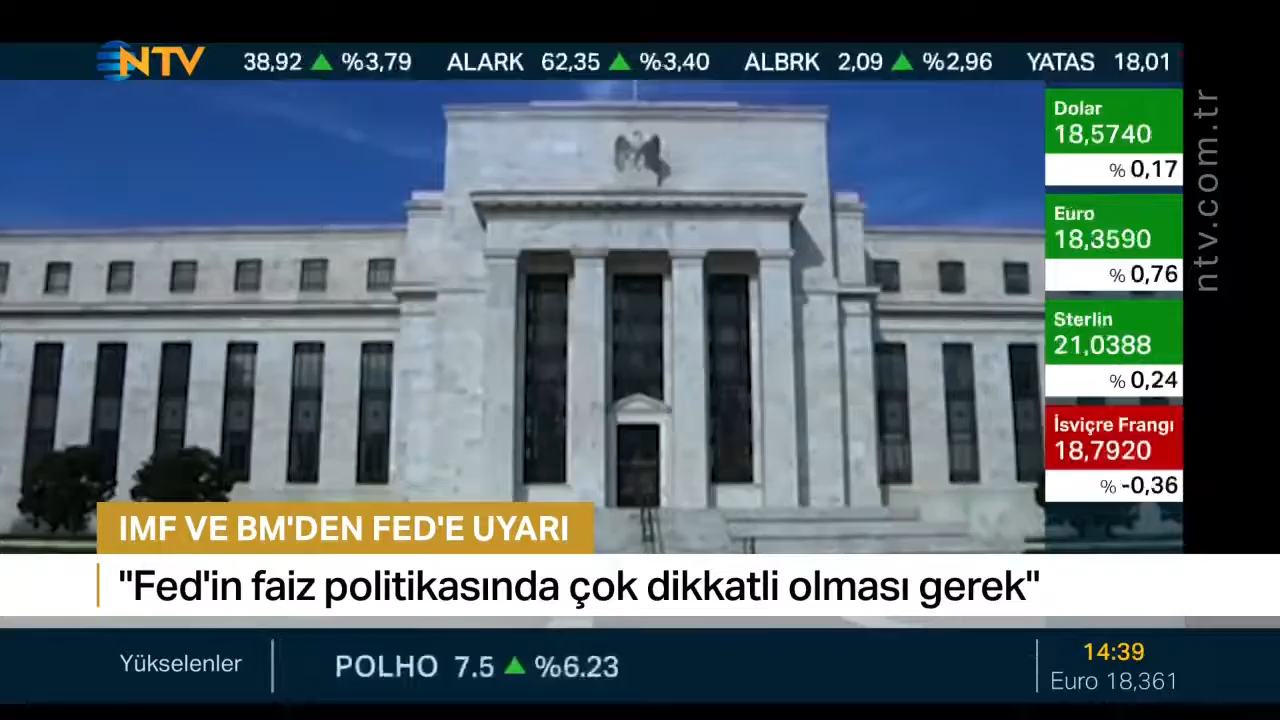 NTV 38,92 ▲ %3,79 ALARK 62,35 ▲ %3,40 ALBRK 2,09 ▲ %2,96 YATAS 18,01
Dolar
18,5740
% 0,17
Euro
18,3590
% 0,76
Sterlin
21,0388
% 0,24
İsviçre Frangı
18,7920
% -0,36
ntv.com.tr
IMF VE BM'DEN FED'E UYARI
"Fed'in faiz politikasında çok dikkatli olması gerek"
Yükselenler POLHO 7.5 ▲ %6.23
14:39
Euro 18,361